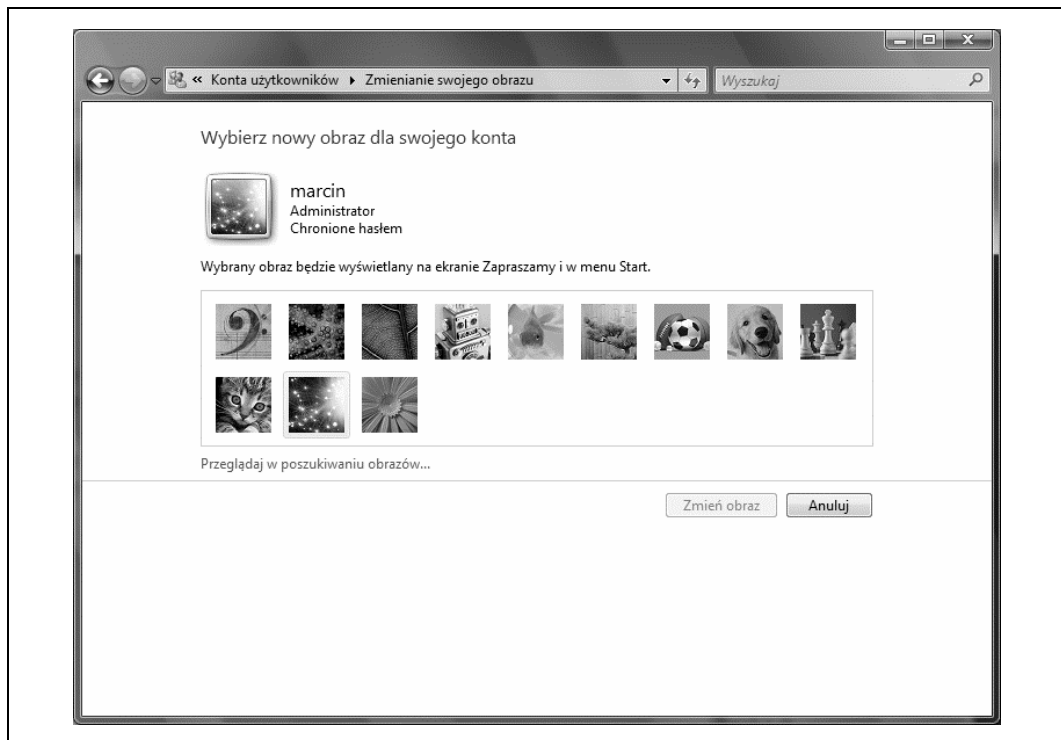 « Konta użytkowników ▸ Zmienianie swojego obrazu
Wyszukaj
Wybierz nowy obraz dla swojego konta
marcin
Administrator
Chronione hasłem
Wybrany obraz będzie wyświetlany na ekranie Zapraszamy i w menu Start.
Przeglądaj w poszukiwaniu obrazów...
Zmień obraz
Anuluj